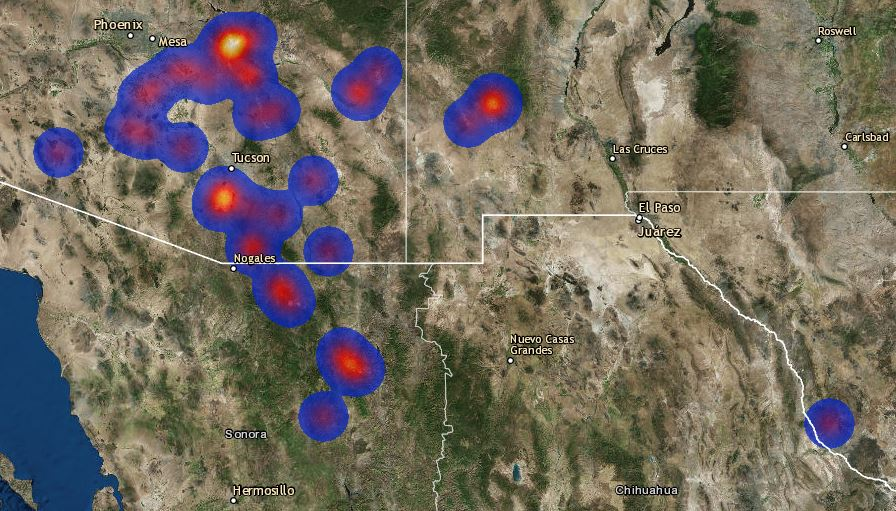 Phoenix
Mesa
Roswell
Carlsbad
Las Cruces
Tucson
El Paso
Juárez
Nogales
Nuevo Casas
Grandes
Sonora
Hermosillo
Chihuahua